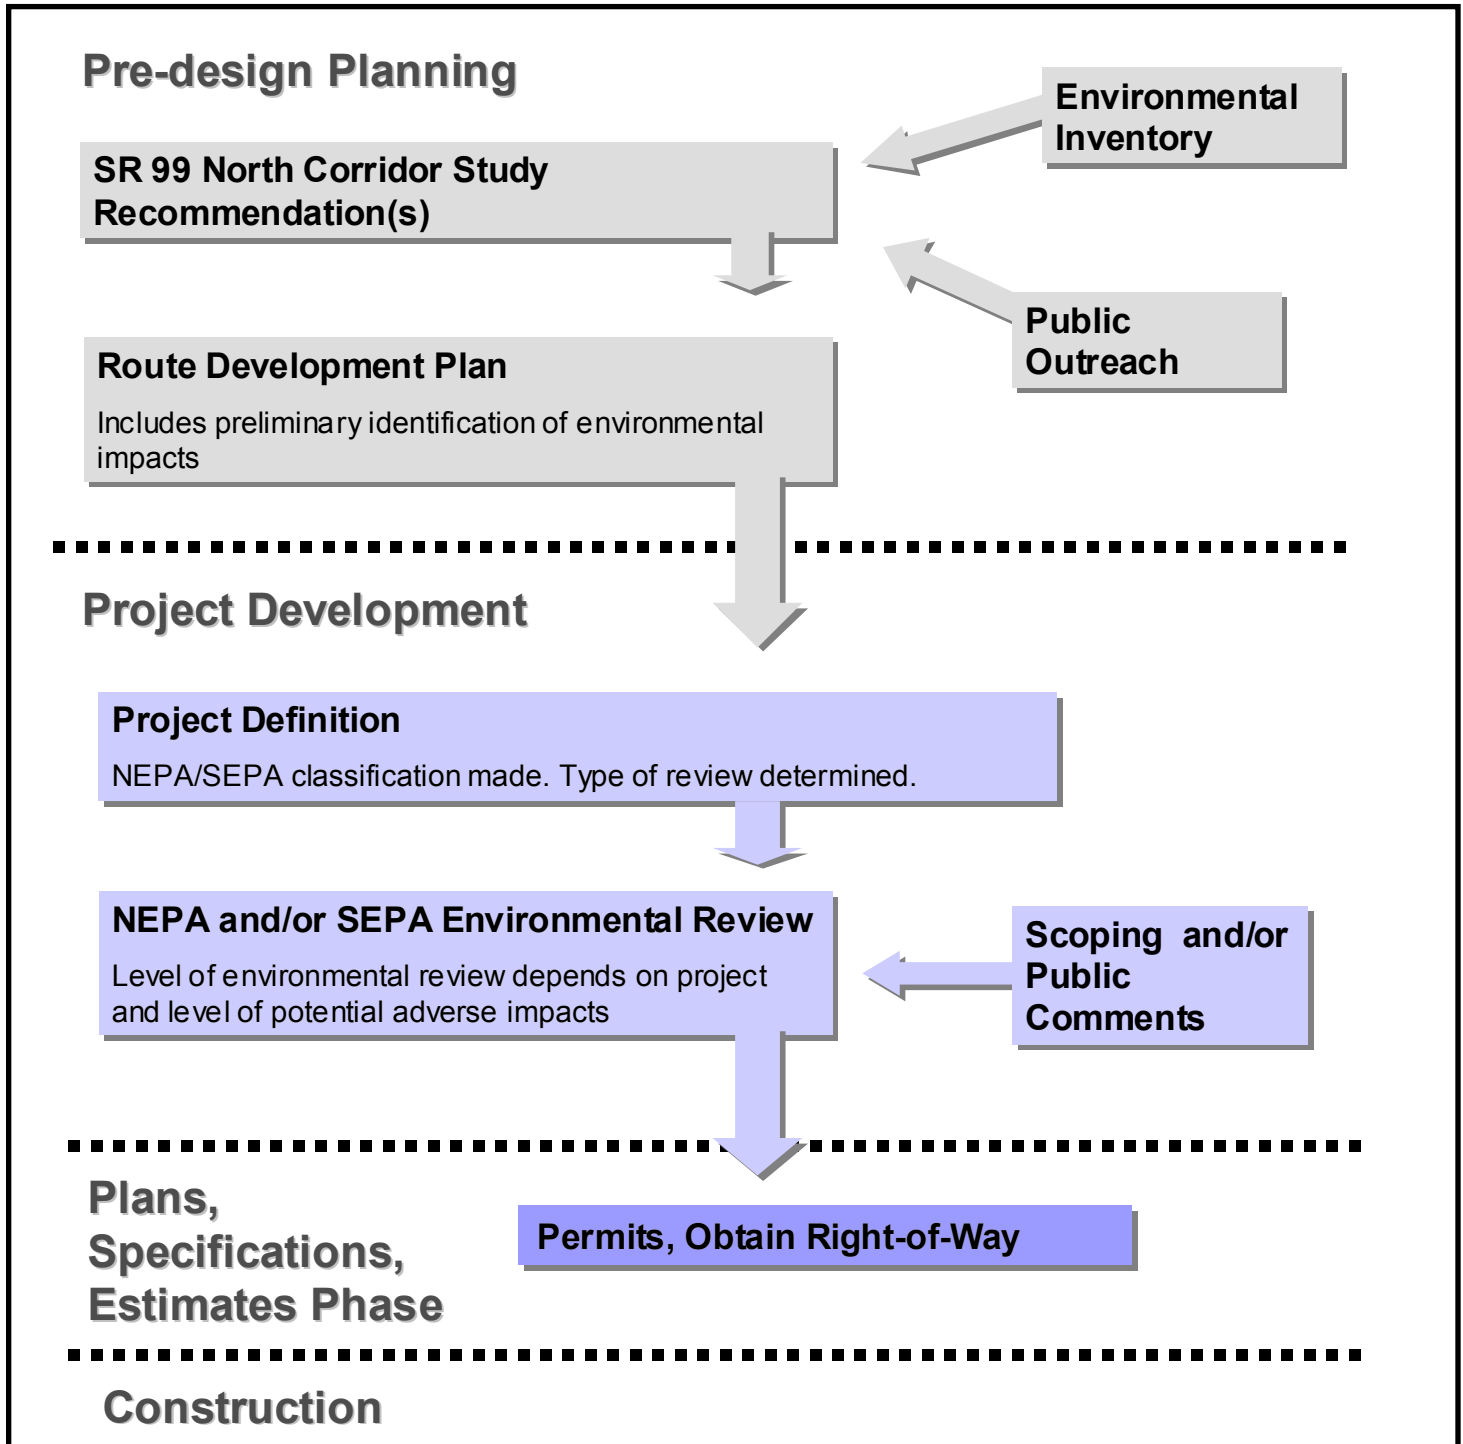 Pre-design Planning
Environmental
Inventory
SR 99 North Corridor Study
Recommendation(s)
Public
Outreach
Route Development Plan
Includes preliminary identification of environmental
impacts
Project Development
Project Definition
NEPA/SEPA classification made. Type of review determined.
NEPA and/or SEPA Environmental Review
Level of environmental review depends on project
and level of potential adverse impacts
Scoping and/or
Public
Comments
Plans,
Specifications,
Estimates Phase
Permits, Obtain Right-of-Way
Construction